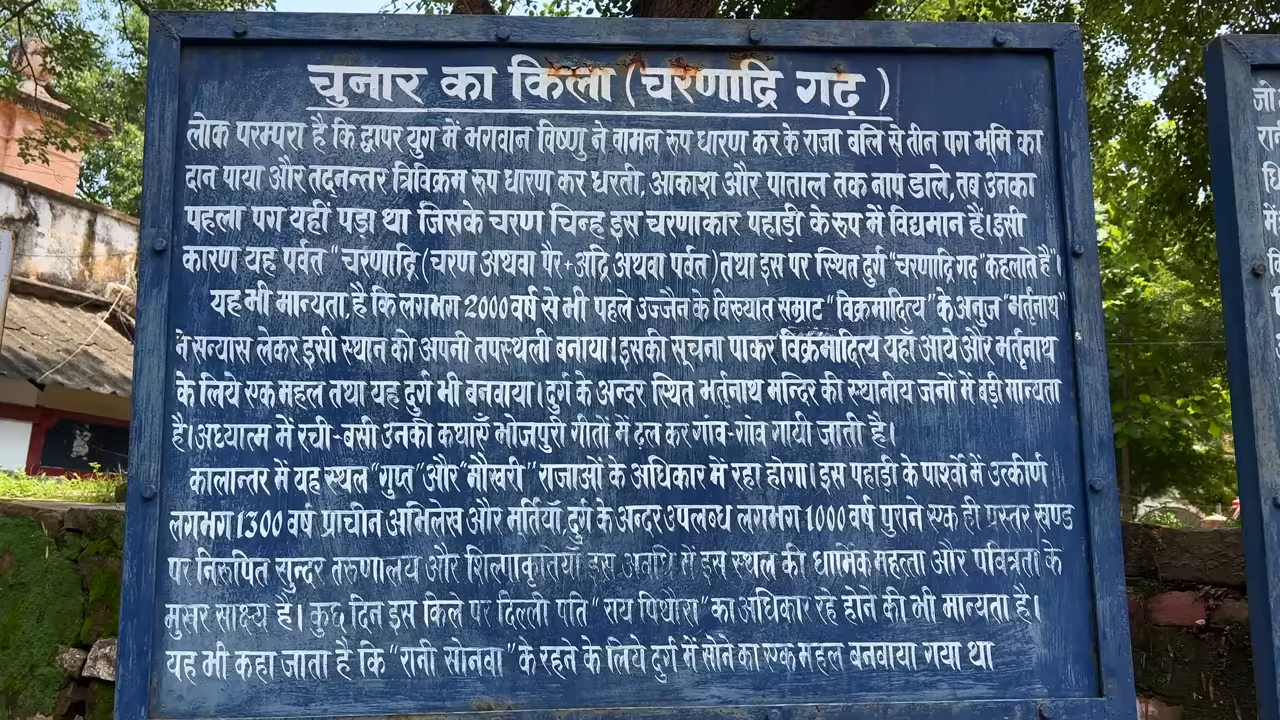 चुनार का किला (चरणाद्रि गढ़)
लोक परम्परा है कि द्वापर युग में भगवान विष्णु ने वामन रुप धारण कर के राजा बलि से तीन पग भूमि का
दान पाया और तद्नन्तर त्रिविक्रम रुप धारण कर धरती, आकाश और पाताल तक नाप डाले, तब उनका
पहला पग यहीं पड़ा था जिसके चरण चिन्ह इस चरणाकार पहाड़ी के रुप में विद्यमान हैं। इसी
कारण यह पर्वत "चरणाद्रि (चरण अथवा पैर+अद्रि अथवा पर्वत) तथा इस पर स्थित दुर्ग "चरणाद्रि गढ़" कहलाते है"।
यह भी मान्यता है कि लगभग 2000 वर्ष से भी पहले उज्जैन के विख्यात सम्राट "विक्रमादित्य" के अनुज "भर्तृनाथ"
ने सन्यास लेकर इसी स्थान को अपनी तपस्थली बनाया। इसकी सूचना पाकर विक्रमादित्य यहाँ आये और भर्तृनाथ
के लिये एक महल तथा यह दुर्ग भी बनवाया। दुर्ग के अन्दर स्थित भर्तृनाथ मन्दिर की स्थानीय जनों में बड़ी मान्यता
है। अध्यात्म में रची-बसी उनकी कथाएँ भोजपुरी गीतों में ढल कर गांव-गांव गायी जाती है।
कालान्तर में यह स्थल "गुप्त" और "मौखरी" राजाओं के अधिकार में रहा होगा। इस पहाड़ी के पार्श्वों में उत्कीर्ण
लगभग 1300 वर्ष प्राचीन अभिलेख और मूर्तियाँ, दुर्ग के अन्दर उपलब्ध लगभग 1000 वर्ष पुराने एक ही प्रस्तर खण्ड
पर निरुपित सुन्दर तरुणालय और शिल्पाकृतियाँ इस अवधि में इस स्थल की धार्मिक महत्ता और पवित्रता के
मुखर साक्ष्य है। कुछ दिन इस किले पर दिल्ली पति "राय पिथौरा" का अधिकार रहे होने की भी मान्यता है।
यह भी कहा जाता है कि "रानी सोनवा" के रहने के लिये दुर्ग में सोने का एक महल बनवाया गया था
जो